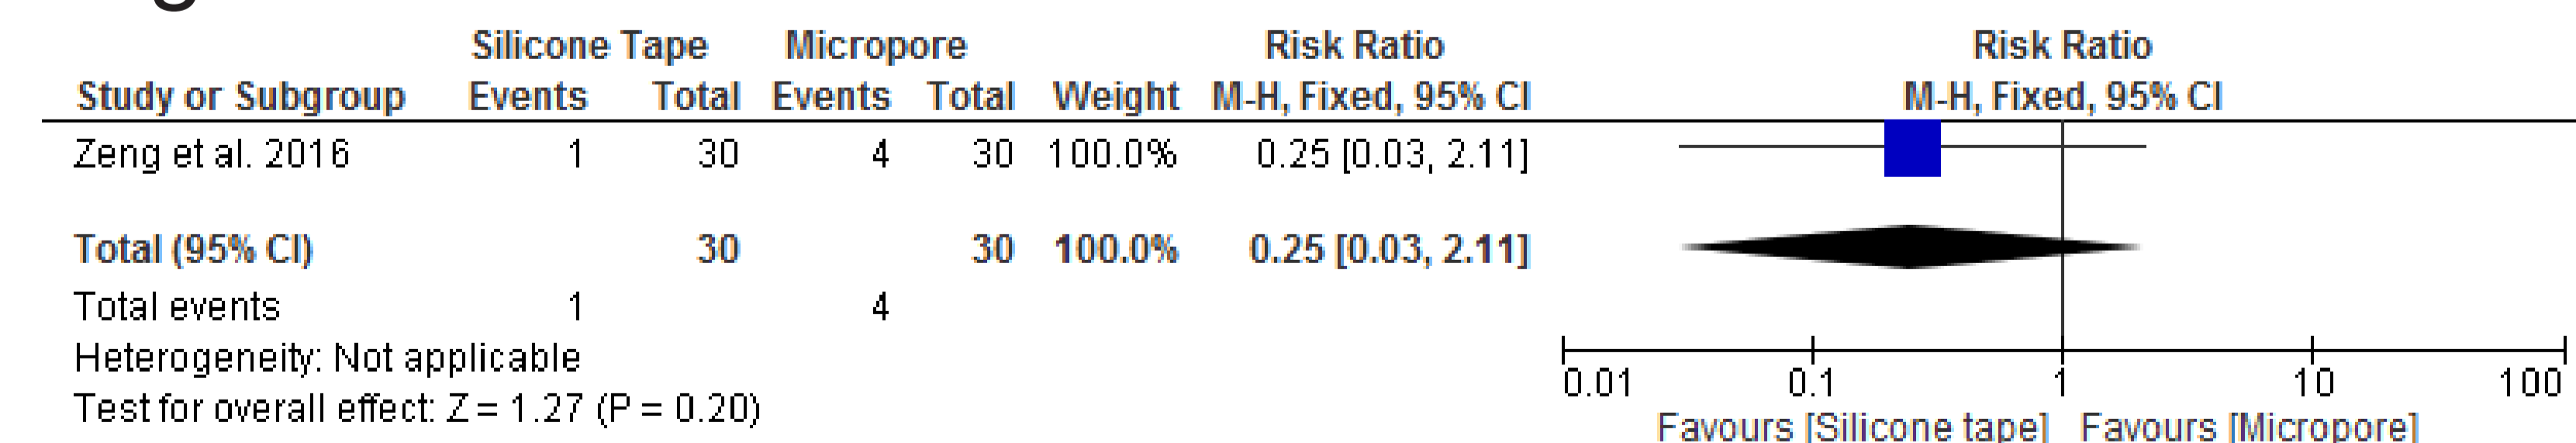 Silicone Tape Micropore Risk Ratio Risk Ratio
Study or Subgroup Events Total Events Total Weight M-H, Fixed, 95% CI M-H, Fixed, 95% CI
Zeng et al. 2016 1 30 4 30 100.0% 0.25 [0.03, 2.11]
Total (95% CI) 30 30 100.0% 0.25 [0.03, 2.11]
Total events 1 4
Heterogeneity: Not applicable
Test for overall effect: Z = 1.27 (P = 0.20)
0.01 0.1 1 10 100
Favours [Silicone tape] Favours [Micropore]